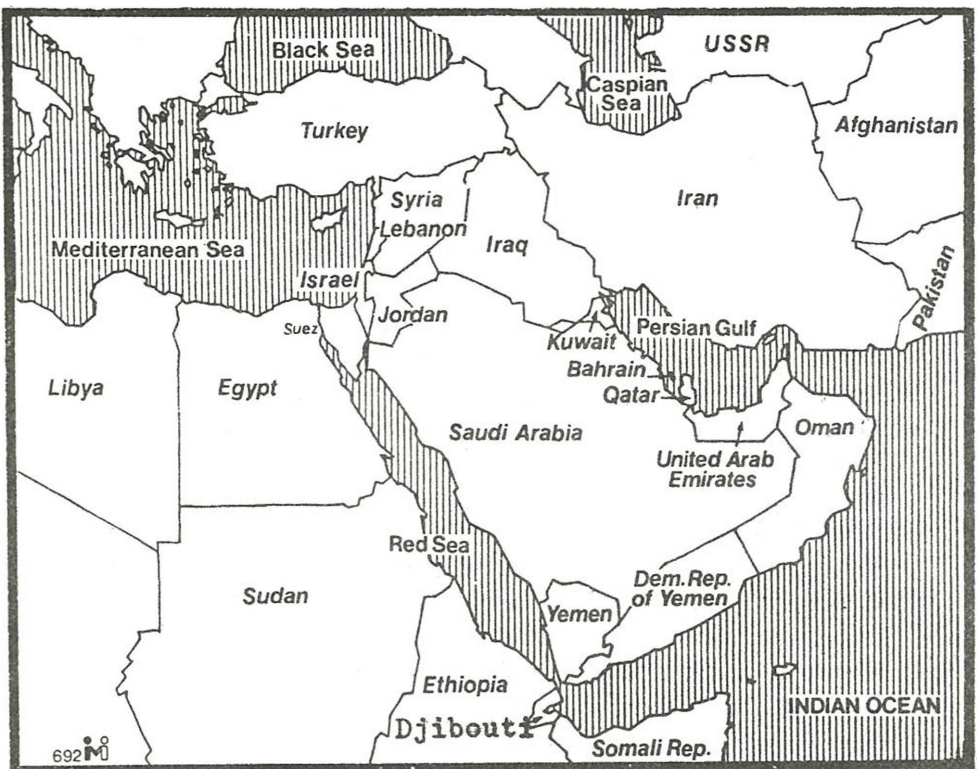 Black Sea
USSR
Caspian
Sea
Turkey
Afghanistan
Syria
Iran
Lebanon
Mediterranean Sea
Iraq
Israel
Pakistan
Suez
Jordan
Persian Gulf
Kuwait
Bahrain
Libya
Egypt
Qatar
Saudi Arabia
Oman
United Arab
Emirates
Red Sea
Dem. Rep.
of Yemen
Sudan
Yemen
Ethiopia
INDIAN OCEAN
Djibouti
Somali Rep.
692